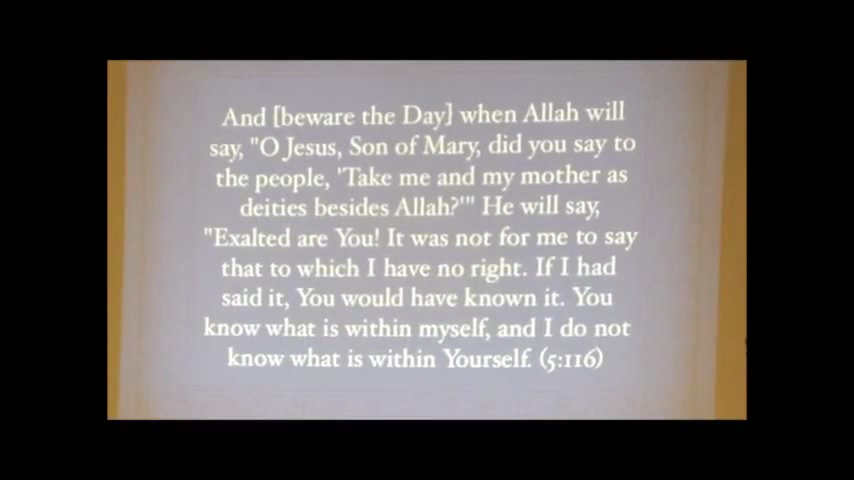 And [beware the Day] when Allah will
say, "O Jesus, Son of Mary, did you say to
the people, 'Take me and my mother as
deities besides Allah?'" He will say,
"Exalted are You! It was not for me to say
that to which I have no right. If I had
said it, You would have known it. You
know what is within myself, and I do not
know what is within Yourself. (5:116)